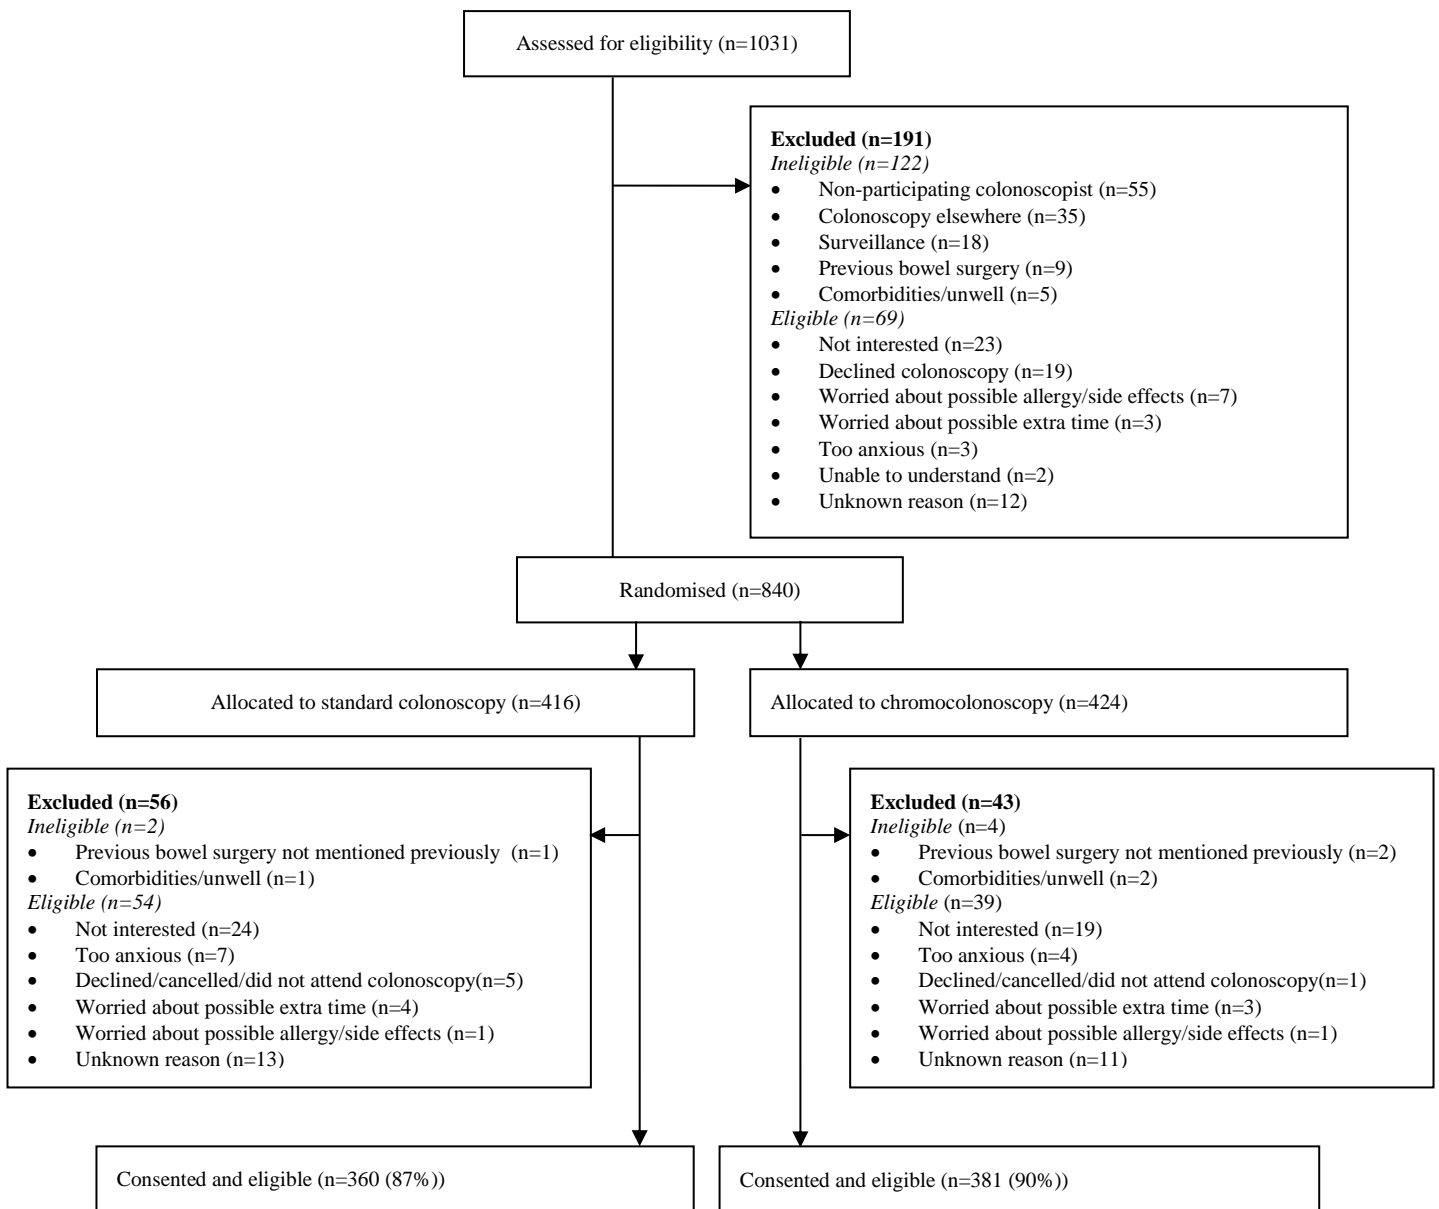 Assessed for eligibility (n=1031)
Excluded (n=191)
Ineligible (n=122)
• Non-participating colonoscopist (n=55)
• Colonoscopy elsewhere (n=35)
• Surveillance (n=18)
• Previous bowel surgery (n=9)
• Comorbidities/unwell (n=5)
Eligible (n=69)
• Not interested (n=23)
• Declined colonoscopy (n=19)
• Worried about possible allergy/side effects (n=7)
• Worried about possible extra time (n=3)
• Too anxious (n=3)
• Unable to understand (n=2)
• Unknown reason (n=12)
Randomised (n=840)
Allocated to standard colonoscopy (n=416)
Allocated to chromocolonoscopy (n=424)
Excluded (n=56)
Ineligible (n=2)
• Previous bowel surgery not mentioned previously (n=1)
• Comorbidities/unwell (n=1)
Eligible (n=54)
• Not interested (n=24)
• Too anxious (n=7)
• Declined/cancelled/did not attend colonoscopy(n=5)
• Worried about possible extra time (n=4)
• Worried about possible allergy/side effects (n=1)
• Unknown reason (n=13)
Excluded (n=43)
Ineligible (n=4)
• Previous bowel surgery not mentioned previously (n=2)
• Comorbidities/unwell (n=2)
Eligible (n=39)
• Not interested (n=19)
• Too anxious (n=4)
• Declined/cancelled/did not attend colonoscopy(n=1)
• Worried about possible extra time (n=3)
• Worried about possible allergy/side effects (n=1)
• Unknown reason (n=11)
Consented and eligible (n=360 (87%))
Consented and eligible (n=381 (90%))